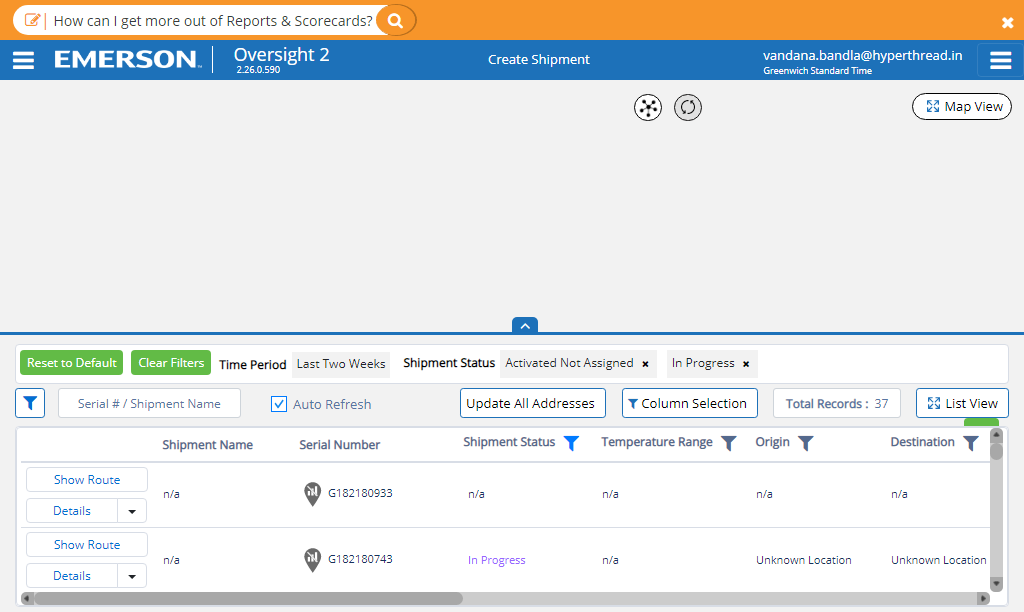 How can I get more out of Reports & Scorecards?
EMERSON
Oversight 2
2.26.0.590
Create Shipment
vandana.bandla@hyperthread.in
Greenwich Standard Time
Map View
Reset to Default Clear Filters Time Period Last Two Weeks Shipment Status Activated Not Assigned × In Progress ×
Serial # / Shipment Name Auto Refresh Update All Addresses Column Selection Total Records : 37 List View
Shipment Name Serial Number Shipment Status Temperature Range Origin Destination
Show Route
n/a G182180933 n/a n/a n/a n/a
Details
Show Route
n/a G182180743 In Progress n/a Unknown Location Unknown Location
Details